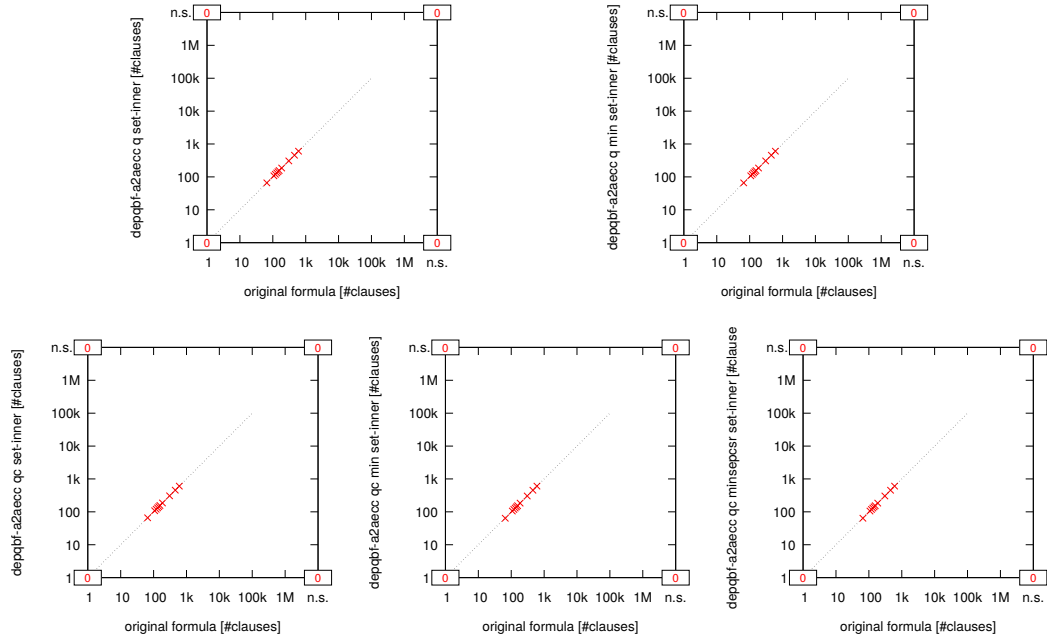 n.s. 0 0
1M
100k
10k
1k
100
10
1 0 0
1 10 100 1k 10k 100k 1M n.s.
original formula [#clauses]
depqbf-a2aecc q set-inner [#clauses]
n.s. 0 0
1M
100k
10k
1k
100
10
1 0 0
1 10 100 1k 10k 100k 1M n.s.
original formula [#clauses]
depqbf-a2aecc q min set-inner [#clauses]
n.s. 0 0
1M
100k
10k
1k
100
10
1 0 0
1 10 100 1k 10k 100k 1M n.s.
original formula [#clauses]
depqbf-a2aecc qc set-inner [#clauses]
n.s. 0 0
1M
100k
10k
1k
100
10
1 0 0
1 10 100 1k 10k 100k 1M n.s.
original formula [#clauses]
depqbf-a2aecc qc min set-inner [#clauses]
n.s. 0 0
1M
100k
10k
1k
100
10
1 0 0
1 10 100 1k 10k 100k 1M n.s.
original formula [#clauses]
depqbf-a2aecc qc minsepcsr set-inner [#clause